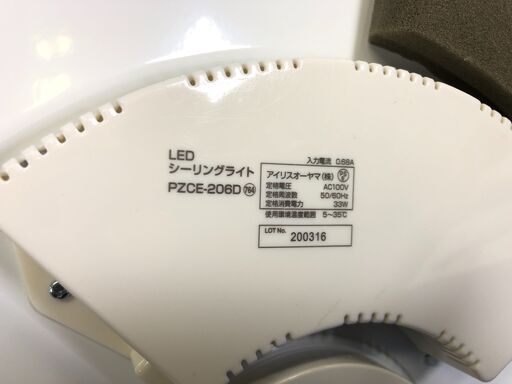 LED
シーリングライト
PZCE-206D 764
入力電流 0.68A
アイリスオーヤマ(株) PSE
定格電圧 AC100V
定格周波数 50/60Hz
定格消費電力 33W
使用環境温度範囲 5～35℃
LOT No. 200316